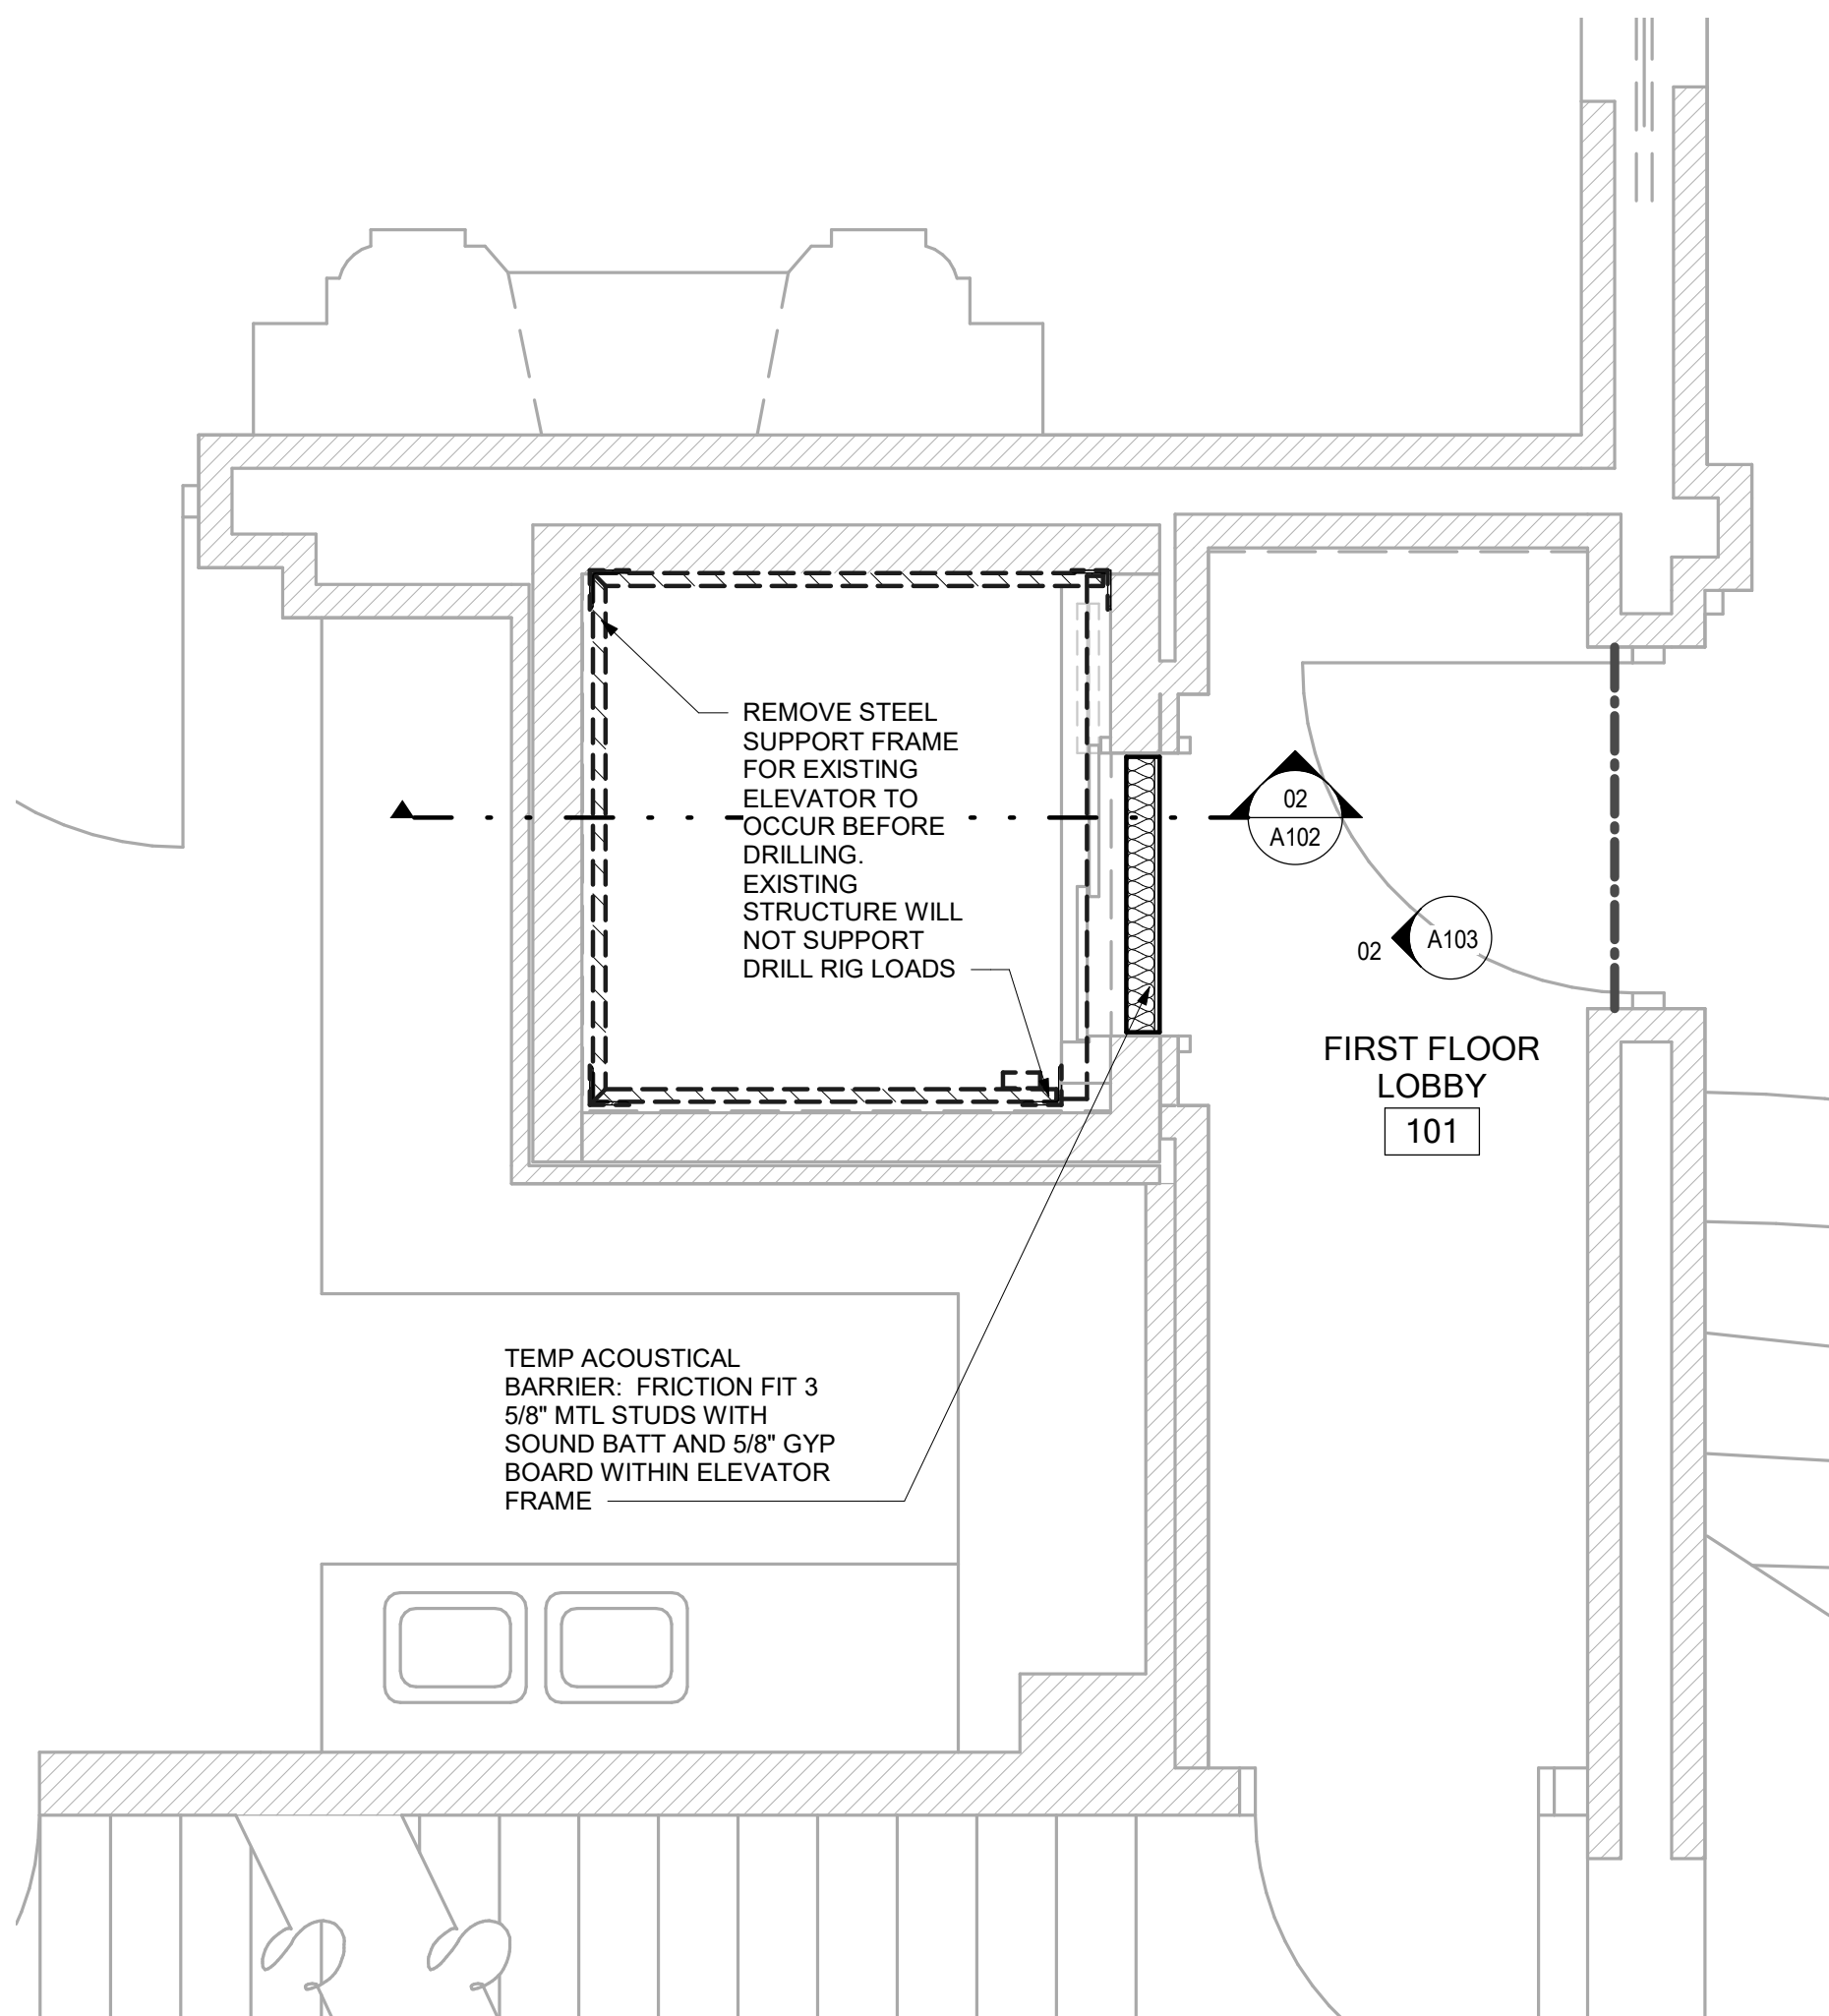 REMOVE STEEL
SUPPORT FRAME
FOR EXISTING
ELEVATOR TO
OCCUR BEFORE
DRILLING.
EXISTING
STRUCTURE WILL
NOT SUPPORT
DRILL RIG LOADS
02
A102
02
A103
FIRST FLOOR
LOBBY
101
TEMP ACOUSTICAL
BARRIER:  FRICTION FIT 3
5/8" MTL STUDS WITH
SOUND BATT AND 5/8" GYP
BOARD WITHIN ELEVATOR
FRAME